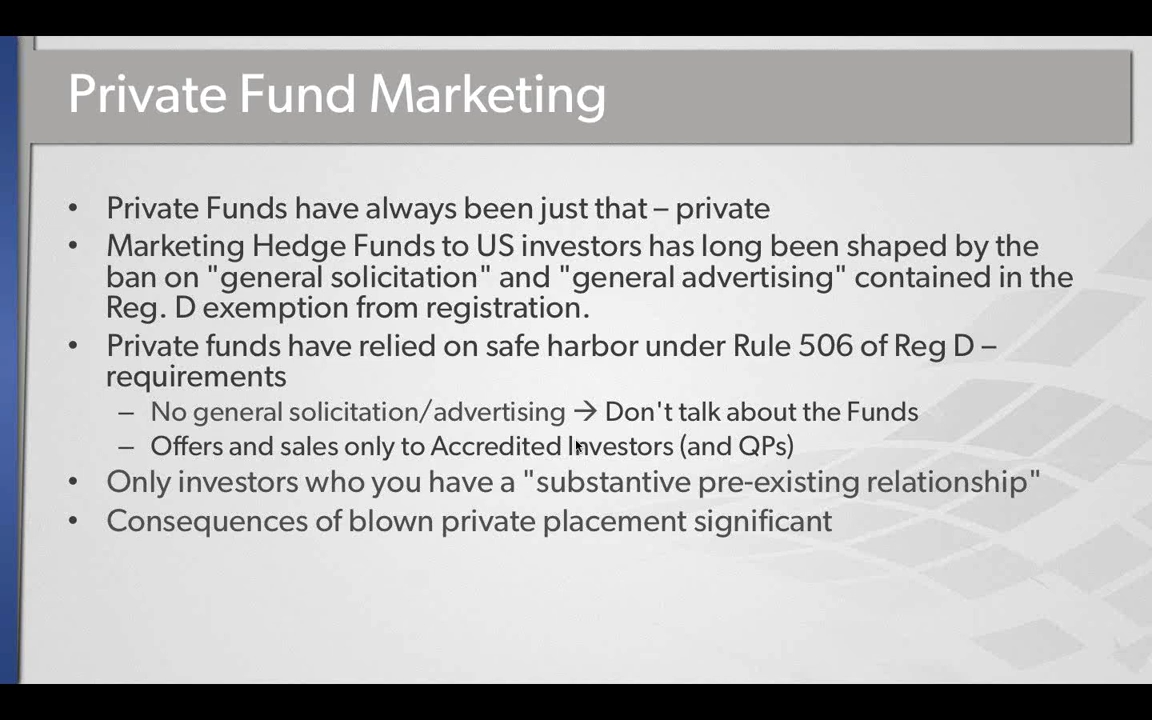 Private Fund Marketing
• Private Funds have always been just that – private
• Marketing Hedge Funds to US investors has long been shaped by the
ban on "general solicitation" and "general advertising" contained in the
Reg. D exemption from registration.
• Private funds have relied on safe harbor under Rule 506 of Reg D –
requirements
– No general solicitation/advertising → Don't talk about the Funds
– Offers and sales only to Accredited Investors (and QPs)
• Only investors who you have a "substantive pre-existing relationship"
• Consequences of blown private placement significant